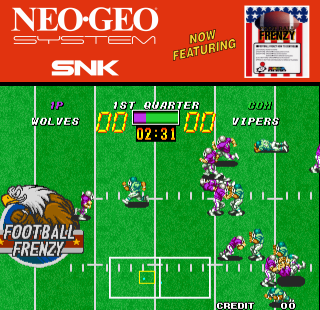 NEO·GEO
SYSTEM
SNK
NOW
FEATURING
FRENZY
1P
1ST QUARTER
COM
WOLVES
00
00
VIPERS
02:31
FOOTBALL
FRENZY
CREDIT 00